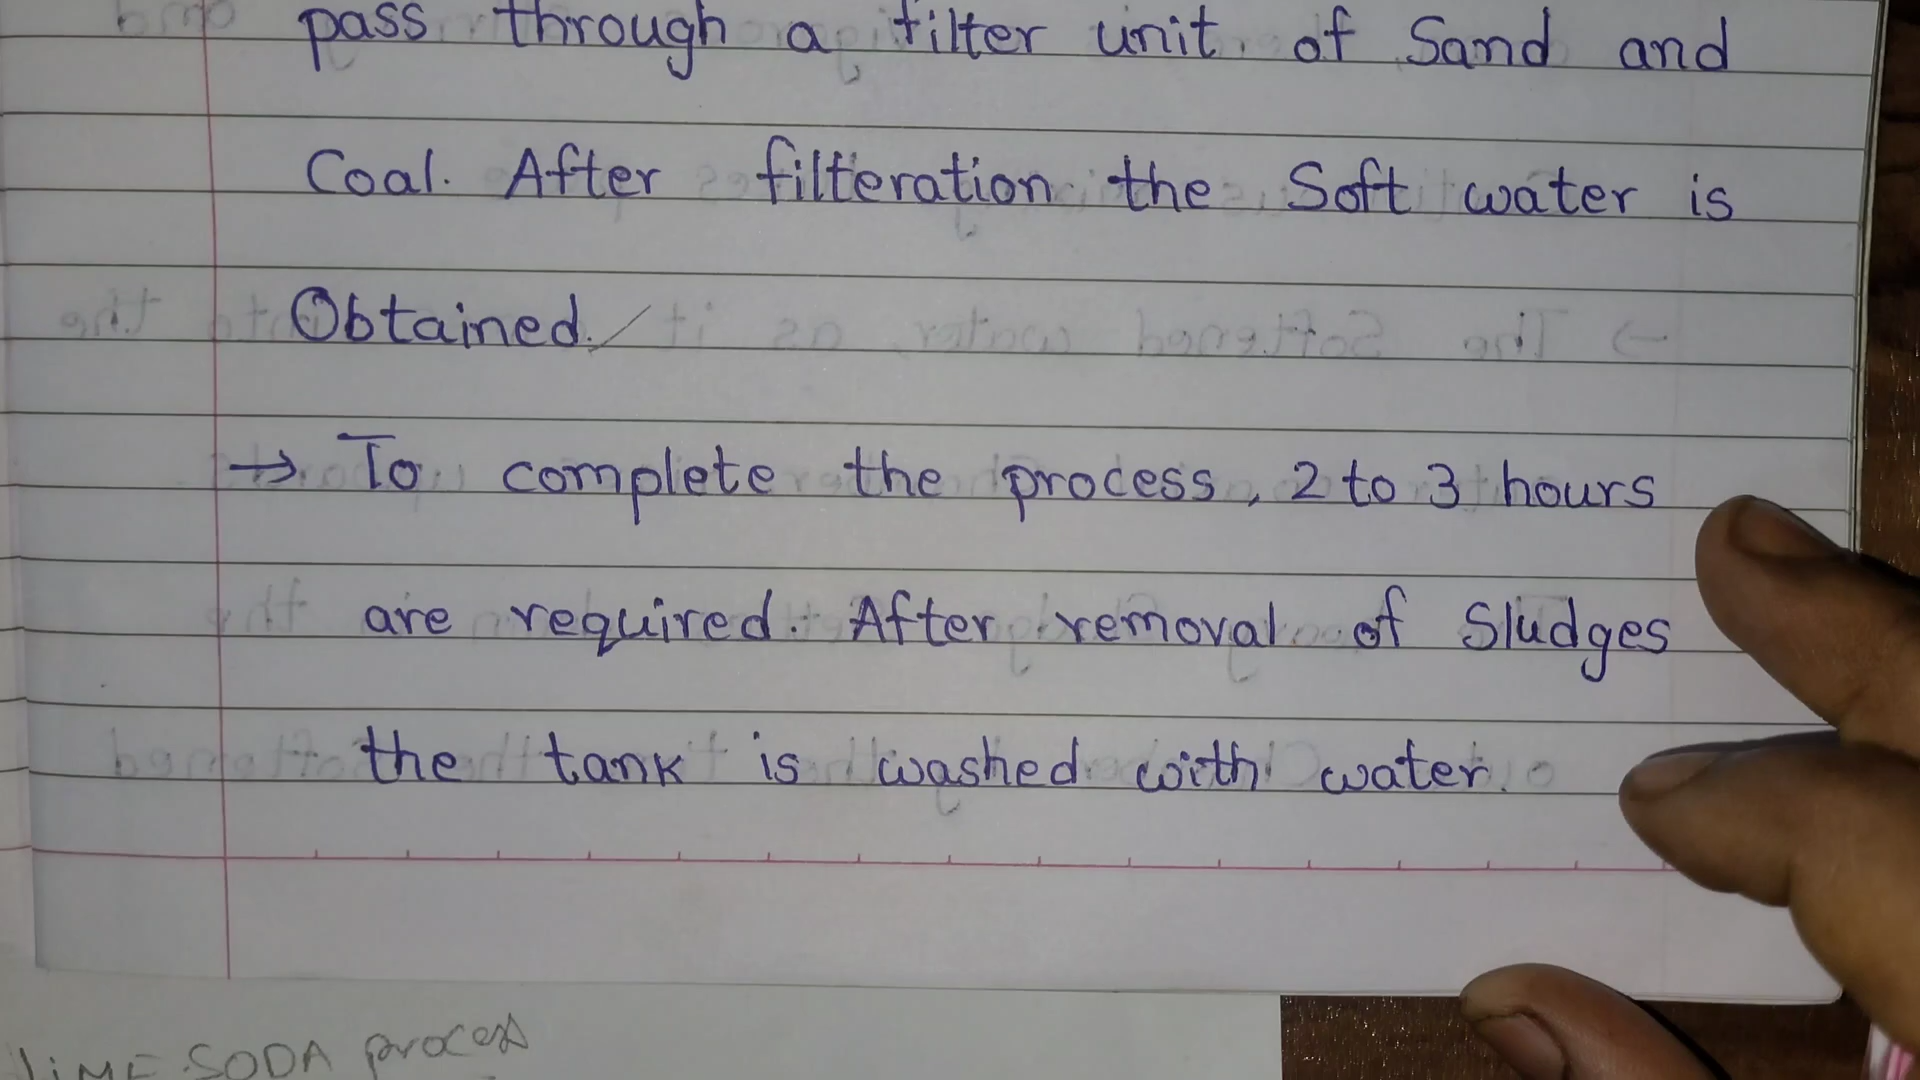 pass through a filter unit of Sand and
Coal. After filteration the Soft water is
Obtained.
→ To complete the process, 2 to 3 hours
are required. After removal of Sludges
the tank is washed with water.
LIME SODA process